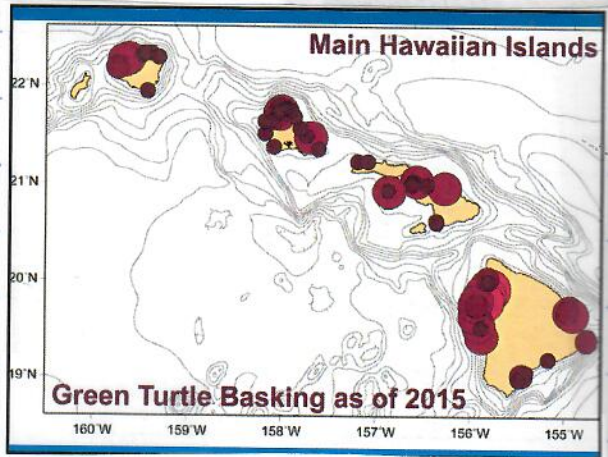 Main Hawaiian Islands
22°N
21°N
20°N
19°N
Green Turtle Basking as of 2015
160°W 159°W 158°W 157°W 156°W 155°W